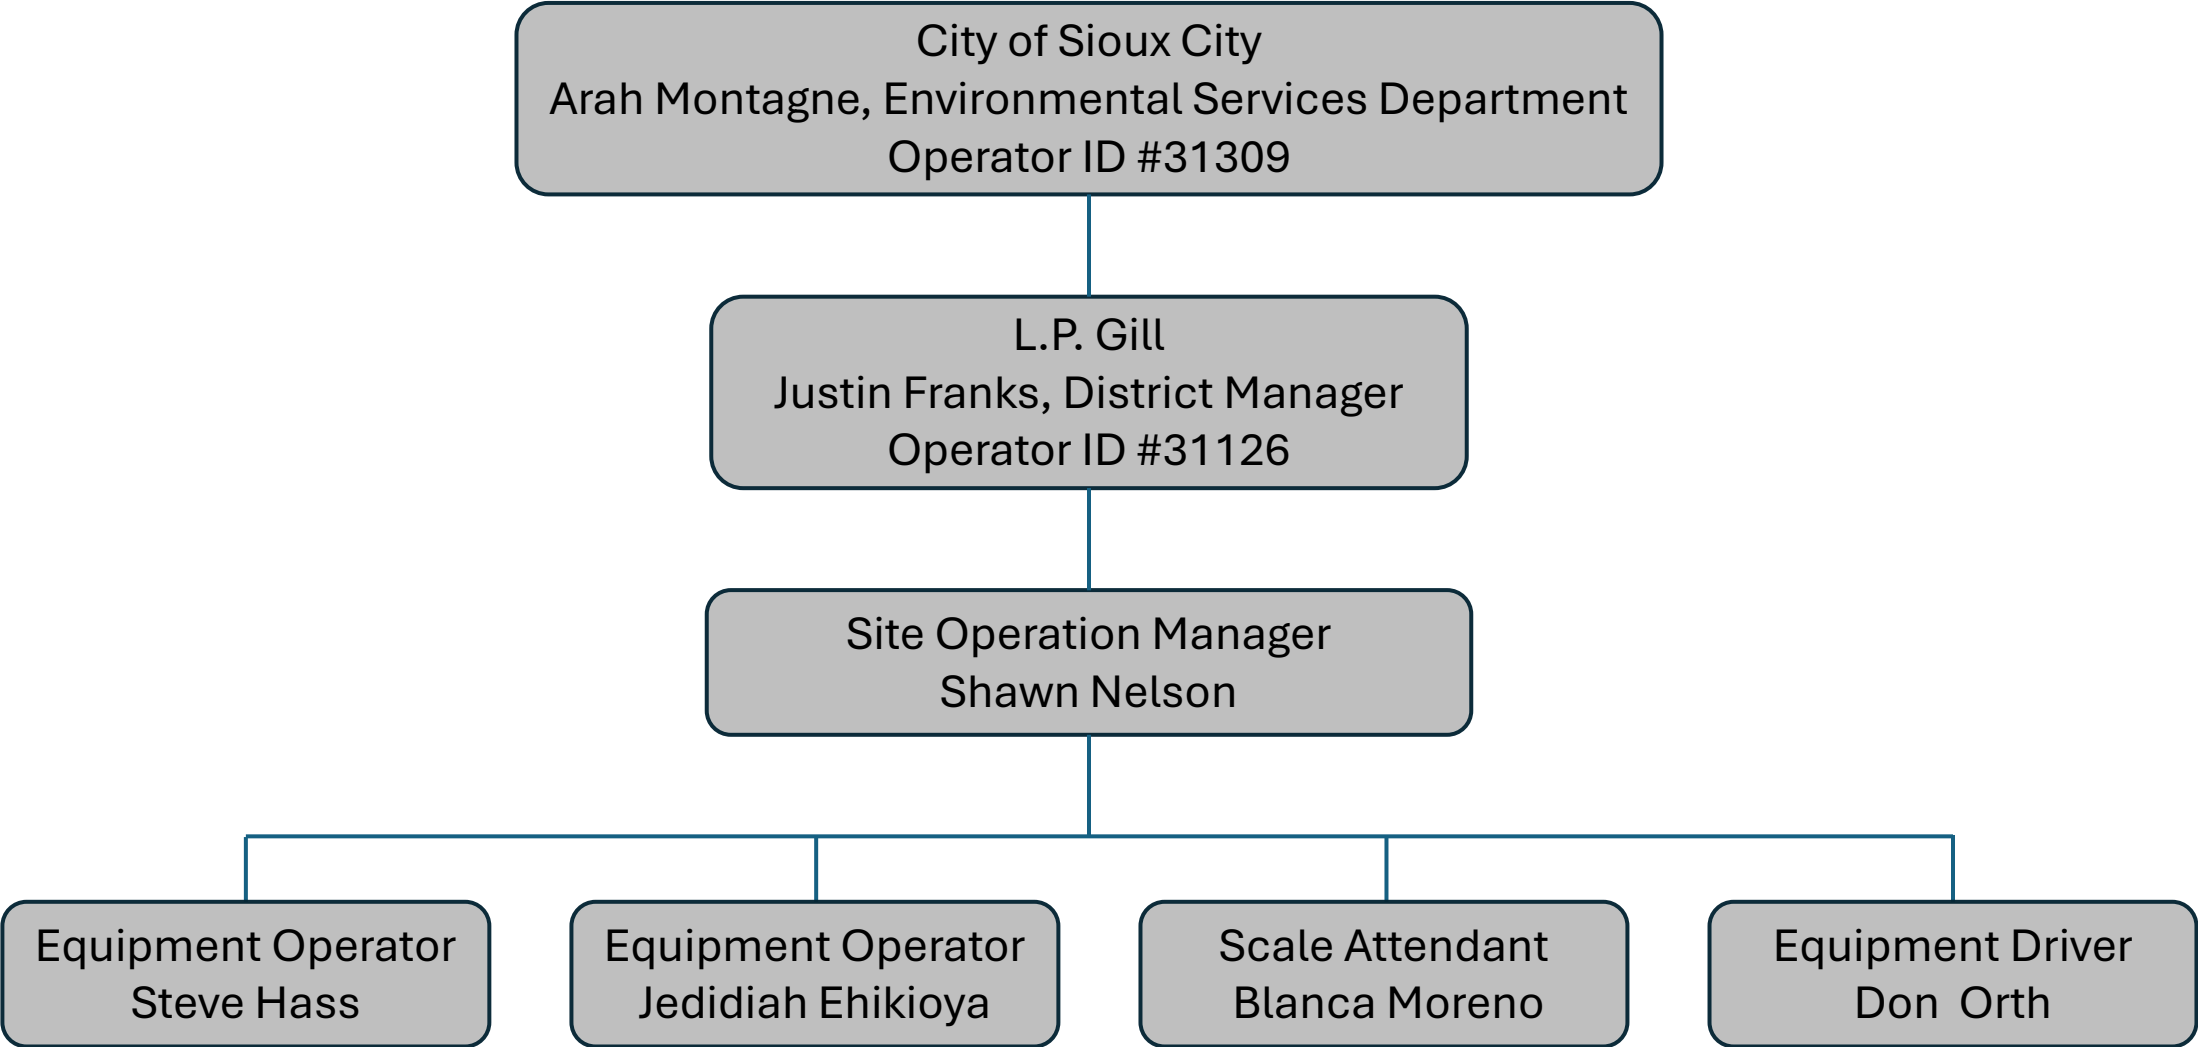 City of Sioux City
Arah Montagne, Environmental Services Department
Operator ID #31309
L.P. Gill
Justin Franks, District Manager
Operator ID #31126
Site Operation Manager
Shawn Nelson
Equipment Operator
Steve Hass
Equipment Operator
Jedidiah Ehikioya
Scale Attendant
Blanca Moreno
Equipment Driver
Don  Orth